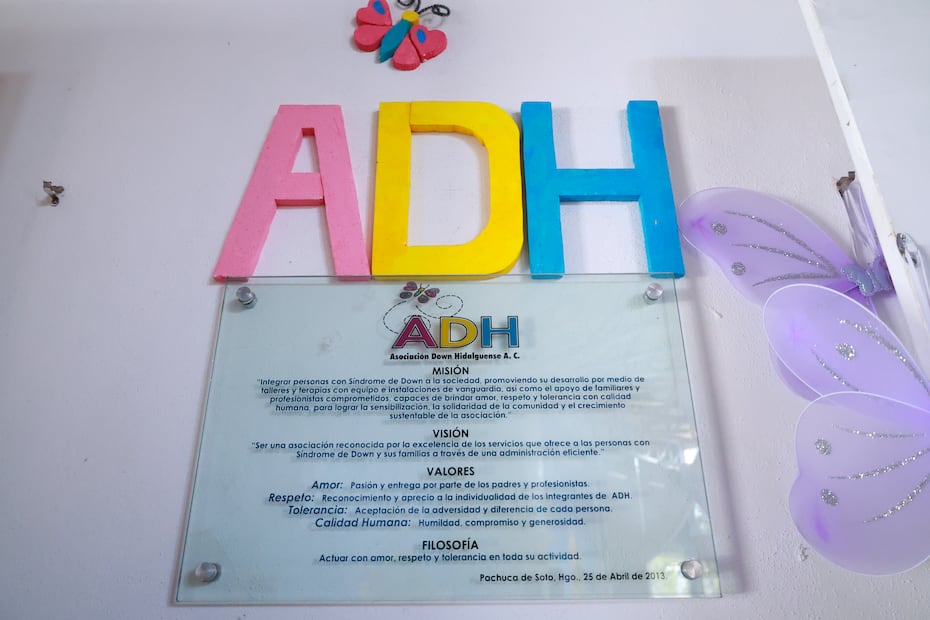 ADH
ADH
Asociación Down Hidalguense A. C.
MISIÓN
"Integrar personas con Síndrome de Down a la sociedad, promoviendo su desarrollo por medio de
talleres y terapias con equipo e instalaciones de vanguardia, así como el apoyo de familiares y
profesionistas comprometidos, capaces de brindar amor, respeto y tolerancia con calidad
humana, para lograr la sensibilización, la solidaridad de la comunidad y el crecimiento
sustentable de la asociación."
VISIÓN
"Ser una asociación reconocida por la excelencia de los servicios que ofrece a las personas con
Síndrome de Down y sus familias a través de una administración eficiente."
VALORES
Amor: Pasión y entrega por parte de los padres y profesionistas.
Respeto: Reconocimiento y aprecio a la individualidad de los integrantes de ADH.
Tolerancia: Aceptación de la adversidad y diferencia de cada persona.
Calidad Humana: Humildad, compromiso y generosidad.
FILOSOFÍA
Actuar con amor, respeto y tolerancia en toda su actividad.
Pachuca de Soto, Hgo., 25 de Abril de 2013.